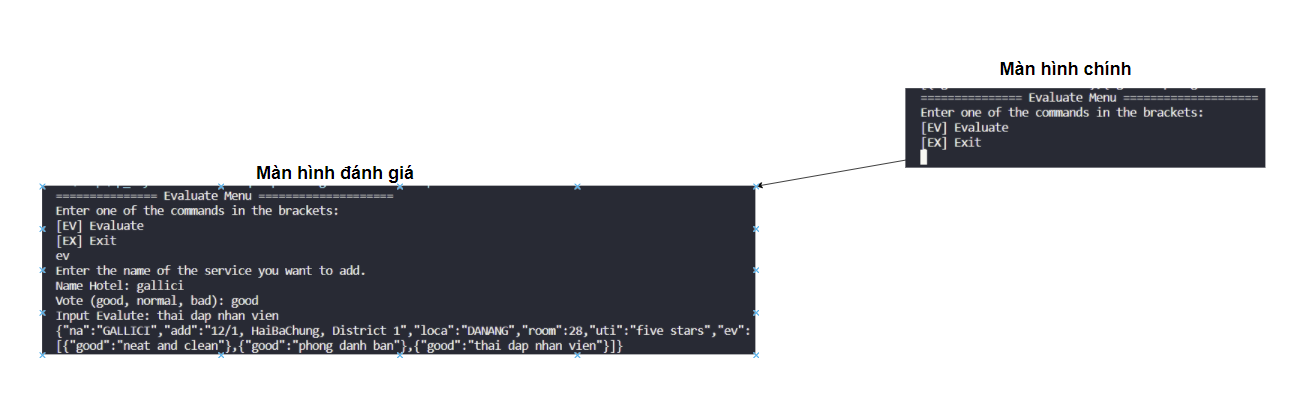 Màn hình chính
=============== Evaluate Menu ====================
Enter one of the commands in the brackets:
[EV] Evaluate
[EX] Exit
Màn hình đánh giá
=============== Evaluate Menu ====================
Enter one of the commands in the brackets:
[EV] Evaluate
[EX] Exit
ev
Enter the name of the service you want to add.
Name Hotel: gallici
Vote (good, normal, bad): good
Input Evalute: thai dap nhan vien
{"na":"GALLICI","add":"12/1, HaiBaChung, District 1","loca":"DANANG","room":28,"uti":"five stars","ev":
[{"good":"neat and clean"},{"good":"phong danh ban"},{"good":"thai dap nhan vien"}]}